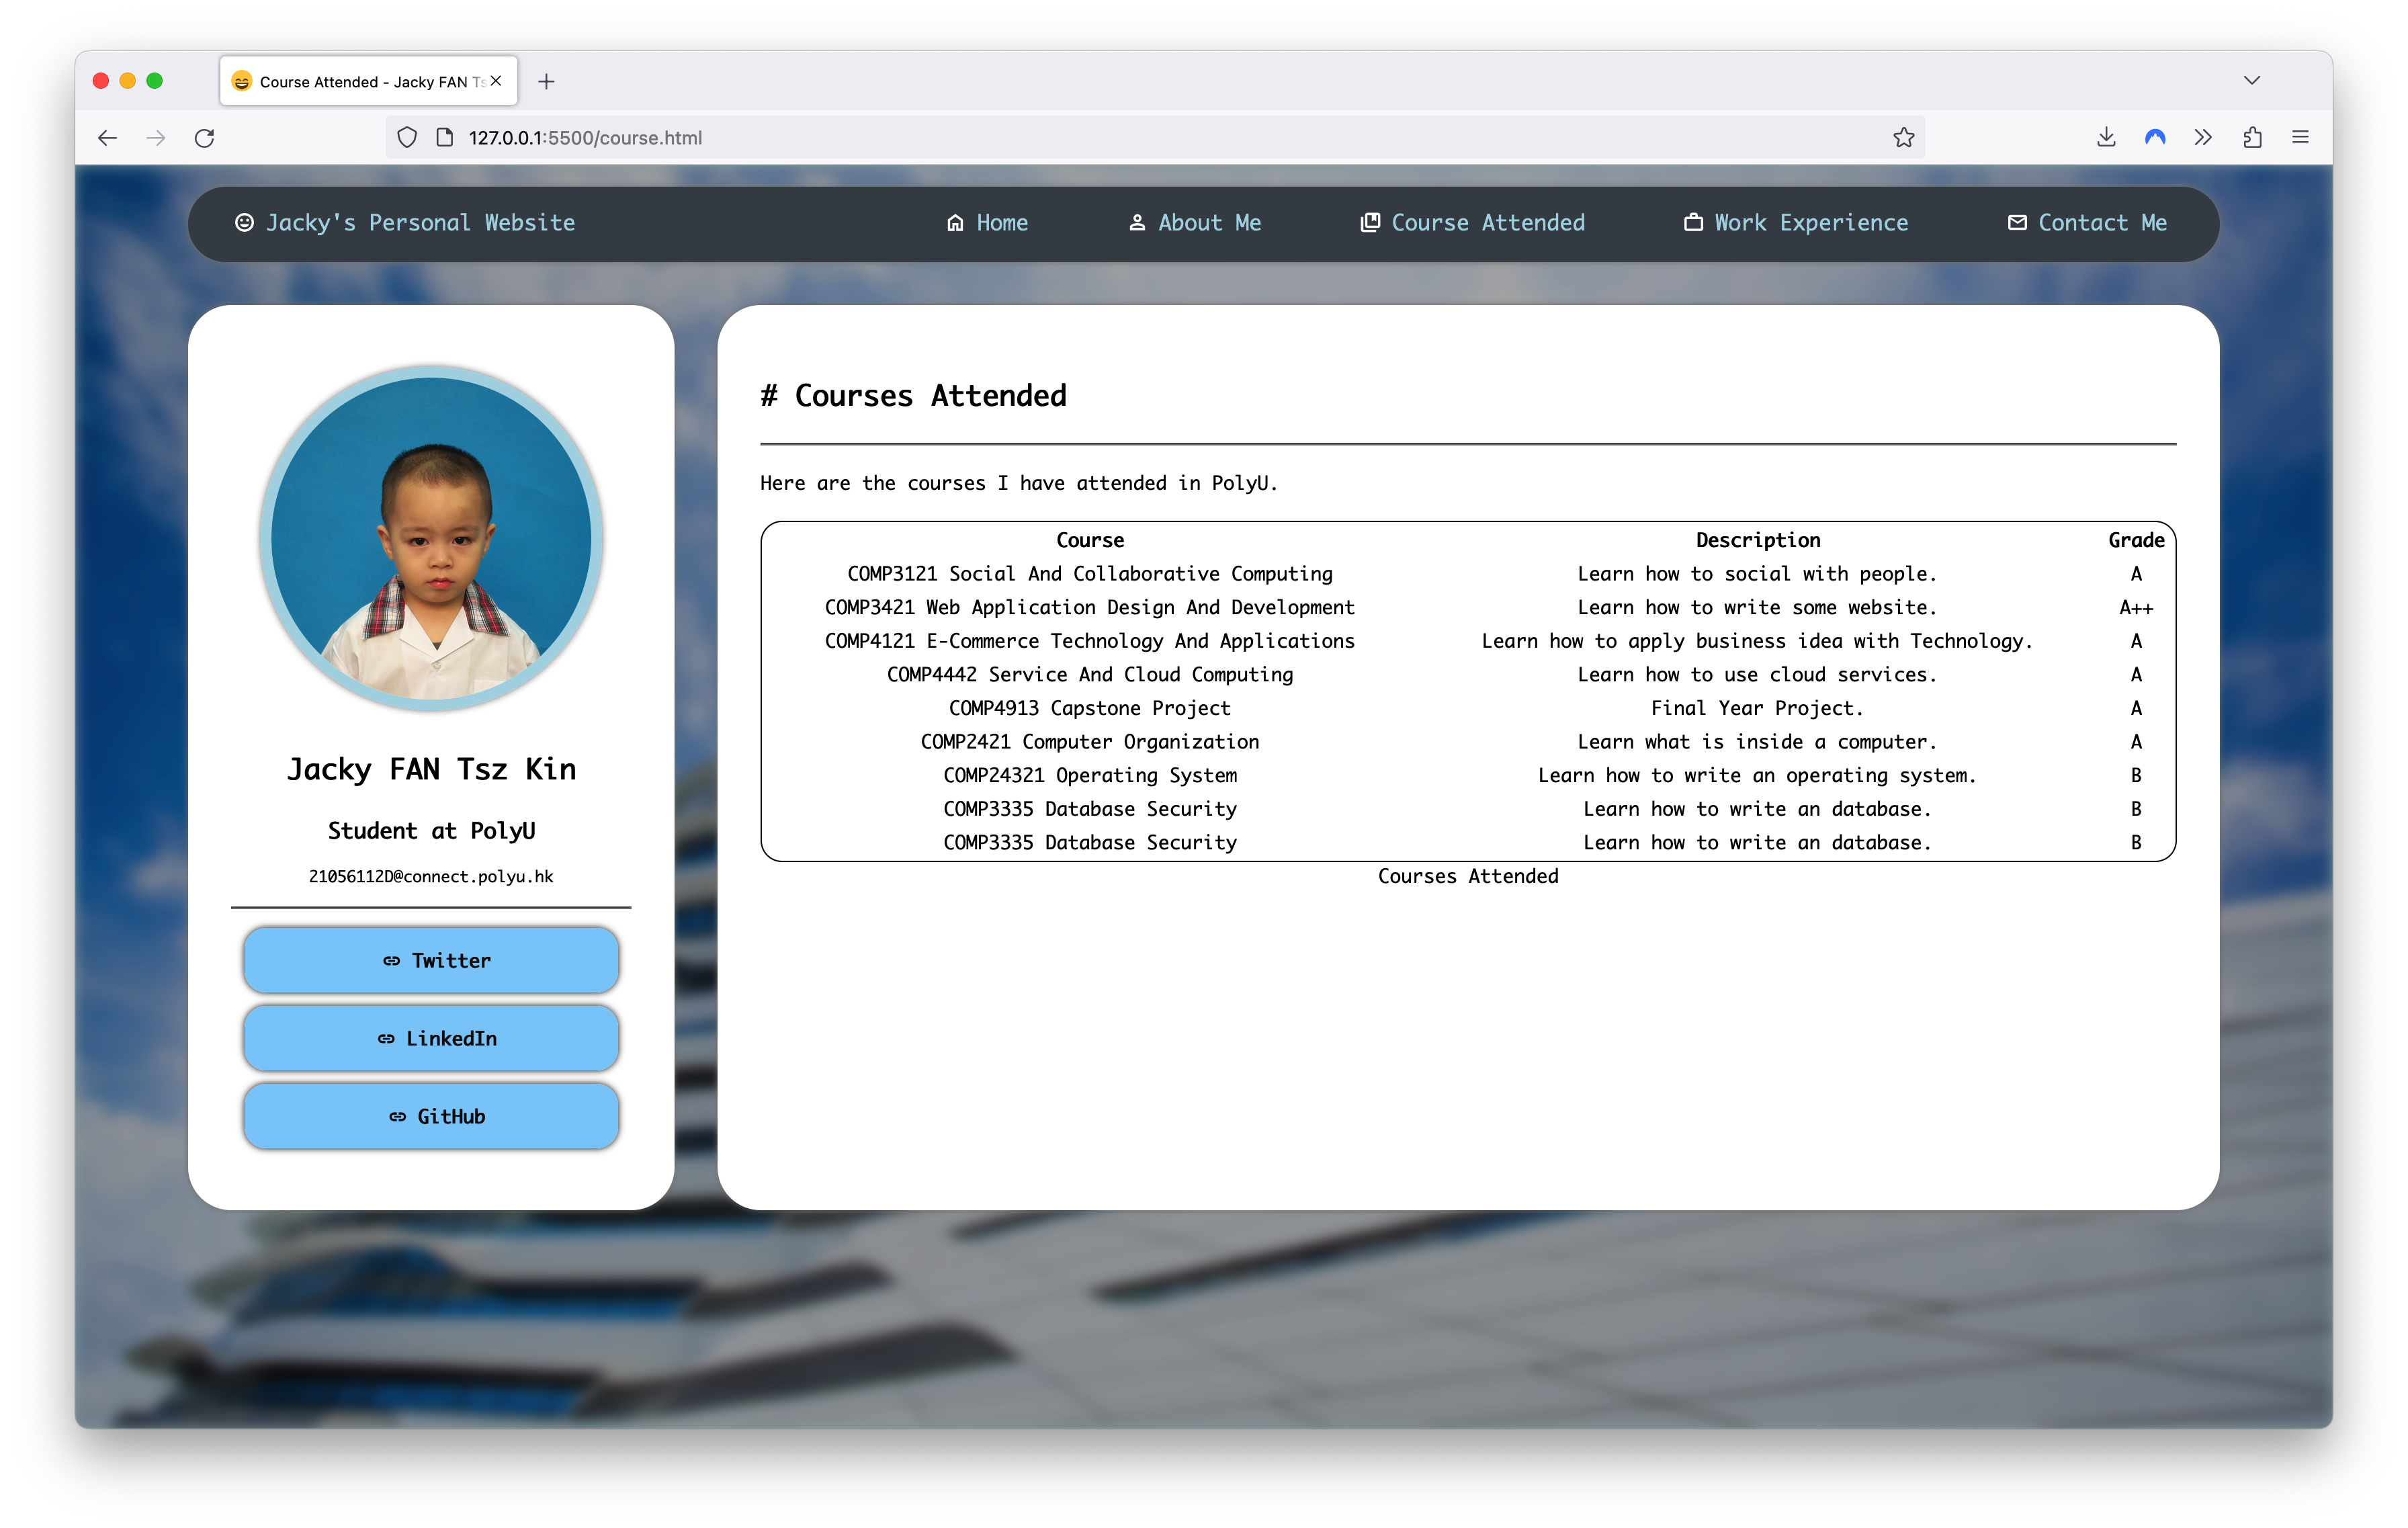 Course Attended - Jacky FAN Ts
127.0.0.1:5500/course.html
Jacky's Personal Website Home About Me Course Attended Work Experience Contact Me
Jacky FAN Tsz Kin
Student at PolyU
21056112D@connect.polyu.hk
Twitter
LinkedIn
GitHub
# Courses Attended
Here are the courses I have attended in PolyU.
Course Description Grade
COMP3121 Social And Collaborative Computing Learn how to social with people. A
COMP3421 Web Application Design And Development Learn how to write some website. A++
COMP4121 E-Commerce Technology And Applications Learn how to apply business idea with Technology. A
COMP4442 Service And Cloud Computing Learn how to use cloud services. A
COMP4913 Capstone Project Final Year Project. A
COMP2421 Computer Organization Learn what is inside a computer. A
COMP24321 Operating System Learn how to write an operating system. B
COMP3335 Database Security Learn how to write an database. B
COMP3335 Database Security Learn how to write an database. B
Courses Attended